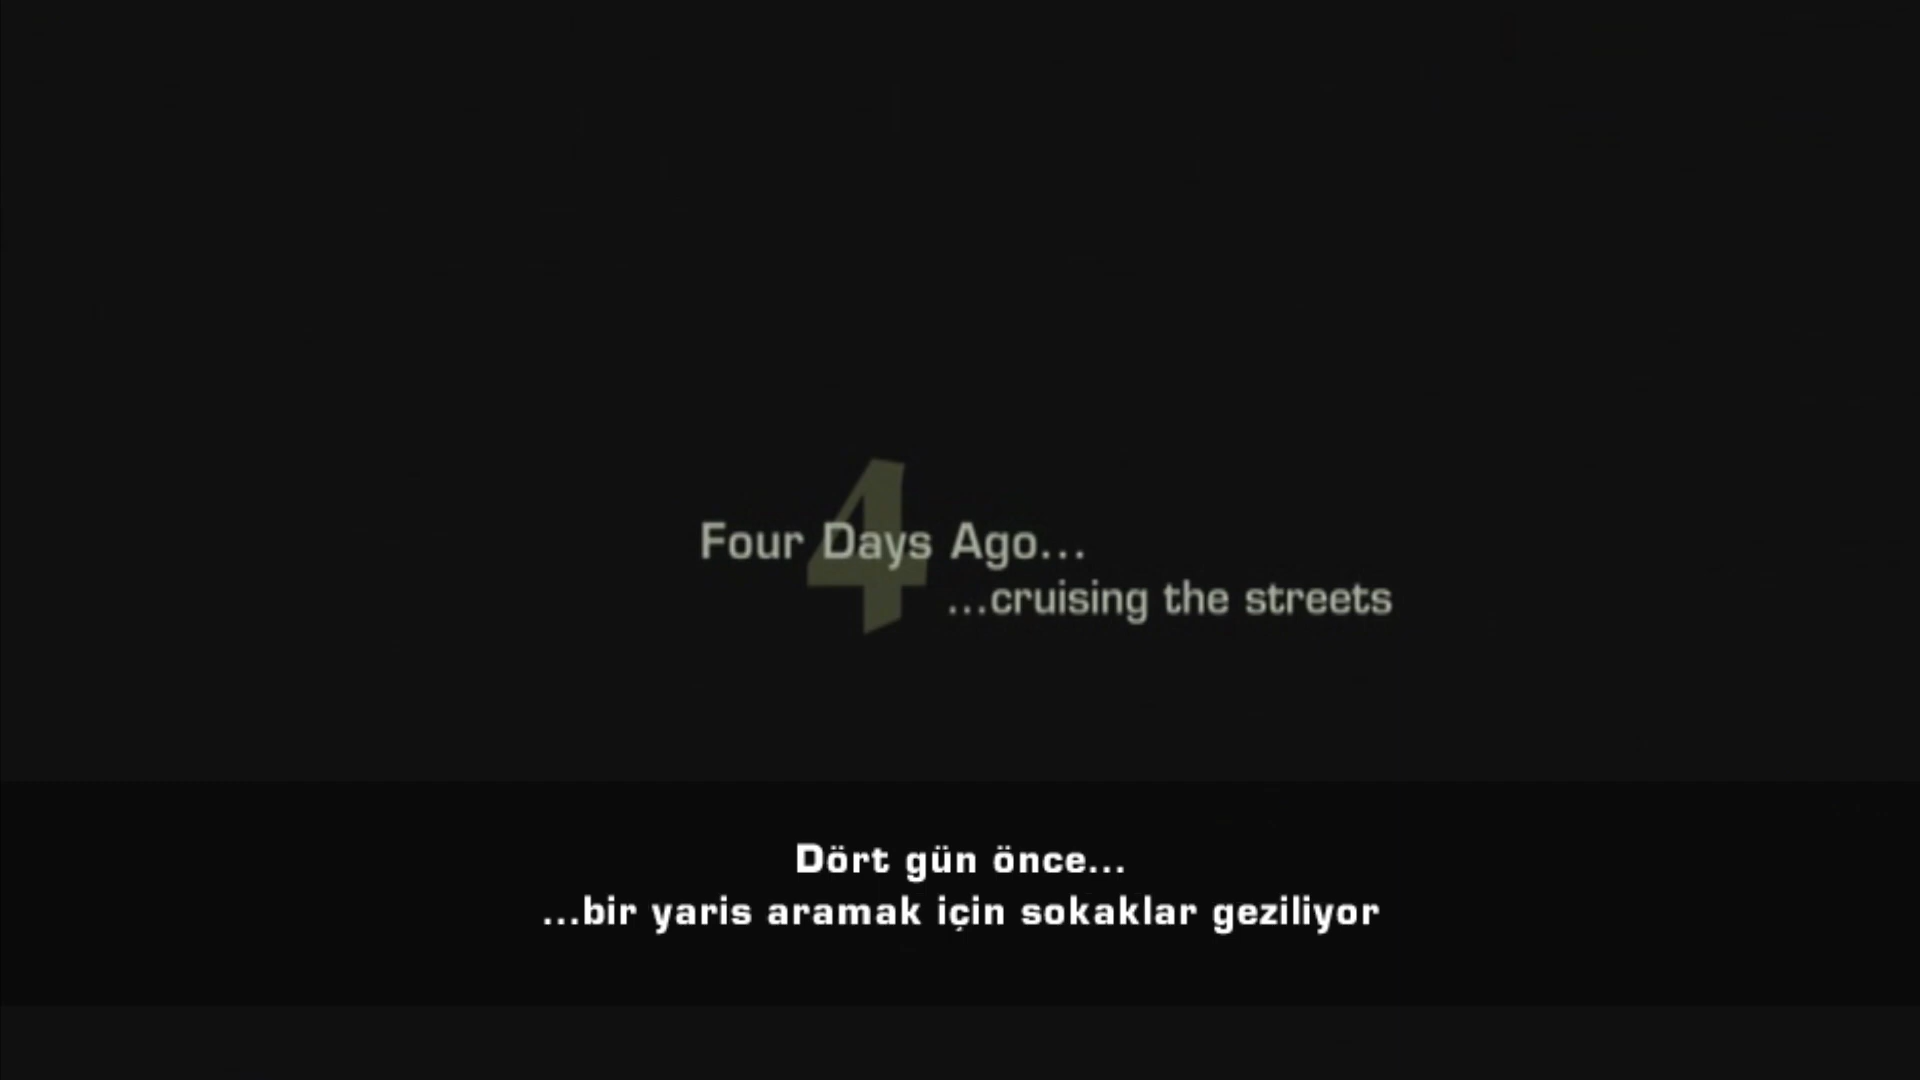 4
Four Days Ago...
...cruising the streets
Dört gün önce...
...bir yaris aramak için sokaklar geziliyor